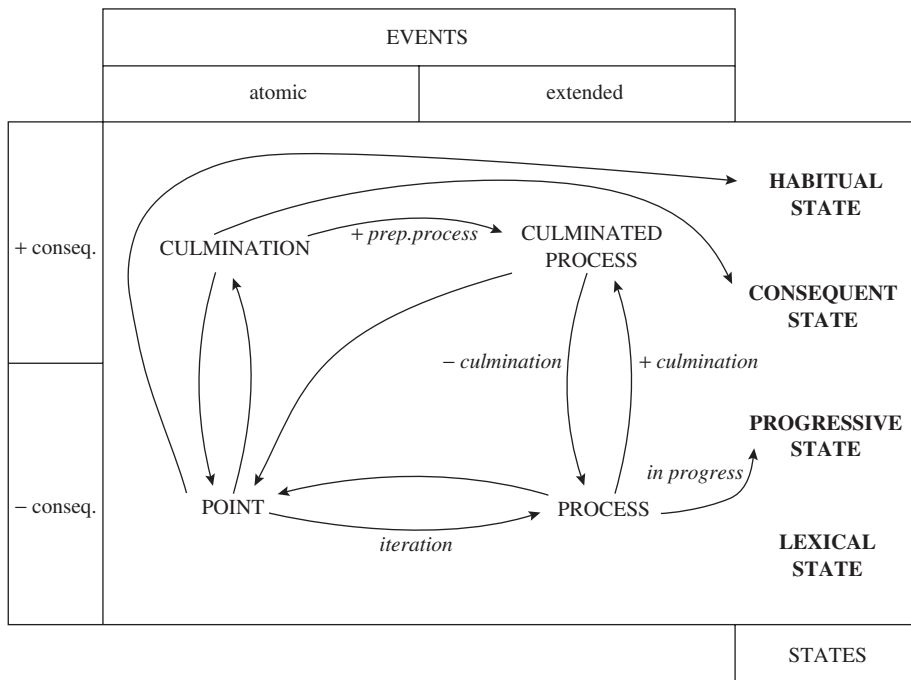 EVENTS
atomic
extended
HABITUAL
STATE
+ conseq.
CULMINATION
+ prep.process
CULMINATED
PROCESS
CONSEQUENT
STATE
− culmination
+ culmination
PROGRESSIVE
STATE
in progress
− conseq.
POINT
PROCESS
iteration
LEXICAL
STATE
STATES